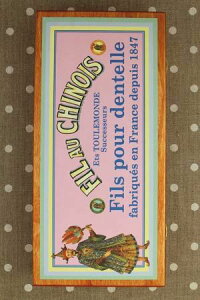 FIL AU CHINOIS
Ets TOULEMONDE
Successeurs
Fils pour dentelle
fabriqués en France depuis 1847